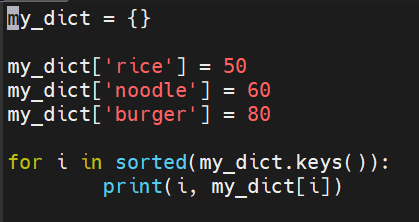 my_dict = {}
my_dict['rice'] = 50
my_dict['noodle'] = 60
my_dict['burger'] = 80
for i in sorted(my_dict.keys()):
print(i, my_dict[i])